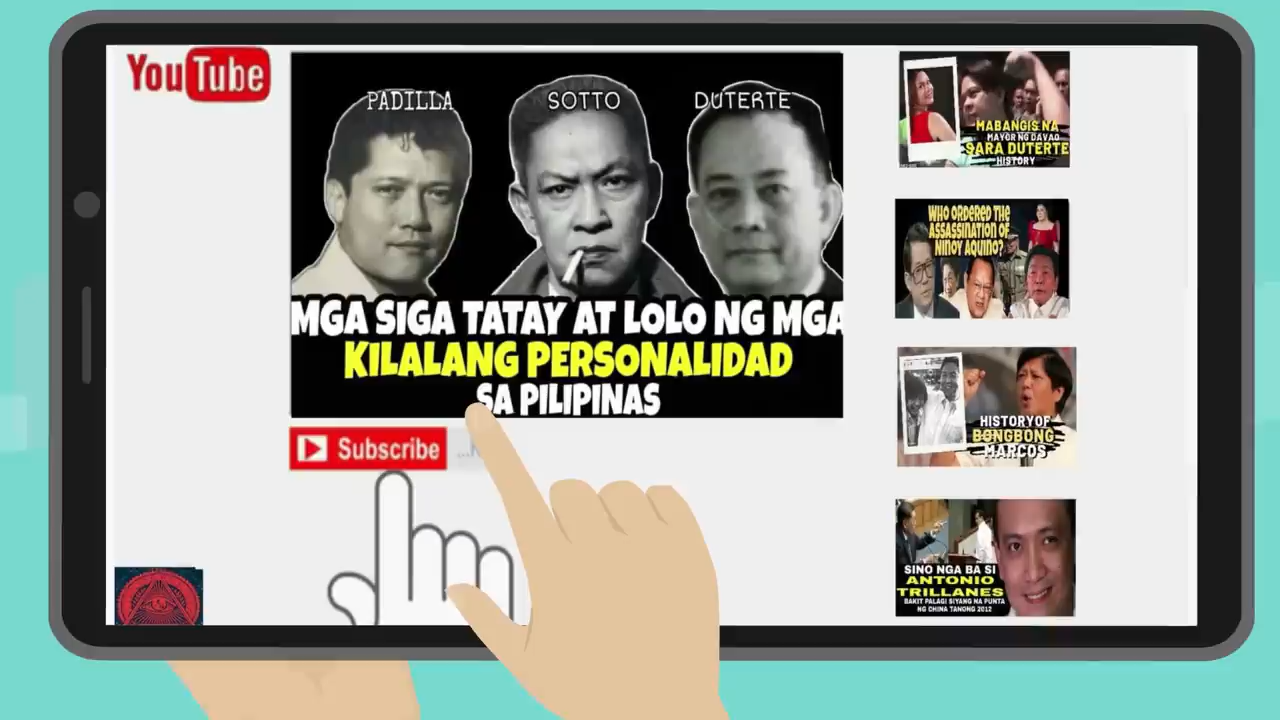 YouTube
PADILLA
SOTTO
DUTERTE
MGA SIGA TATAY AT LOLO NG MGA
KILALANG PERSONALIDAD
SA PILIPINAS
Subscribe
MABANGIS NA
MAYOR NG DAVAO
SARA DUTERTE
HISTORY
WHO ORDERED THE
ASSASSINATION OF
NINOY AQUINO?
HISTORY OF
BONGBONG
MARCOS
SINO NGA BA SI
ANTONIO
TRILLANES
BAKIT PALAGI SIYANG NA PUNTA
NG CHINA TANONG 2012